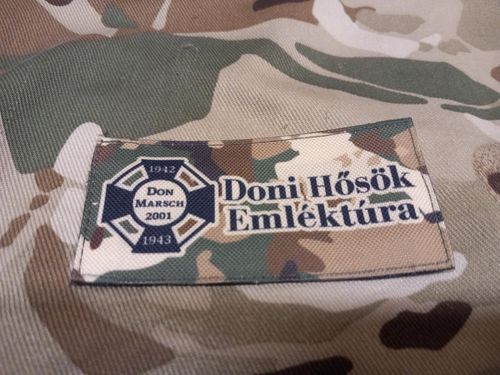 1942
DON
MARSCH
2001
1943
Doni Hősök
Emléktúra